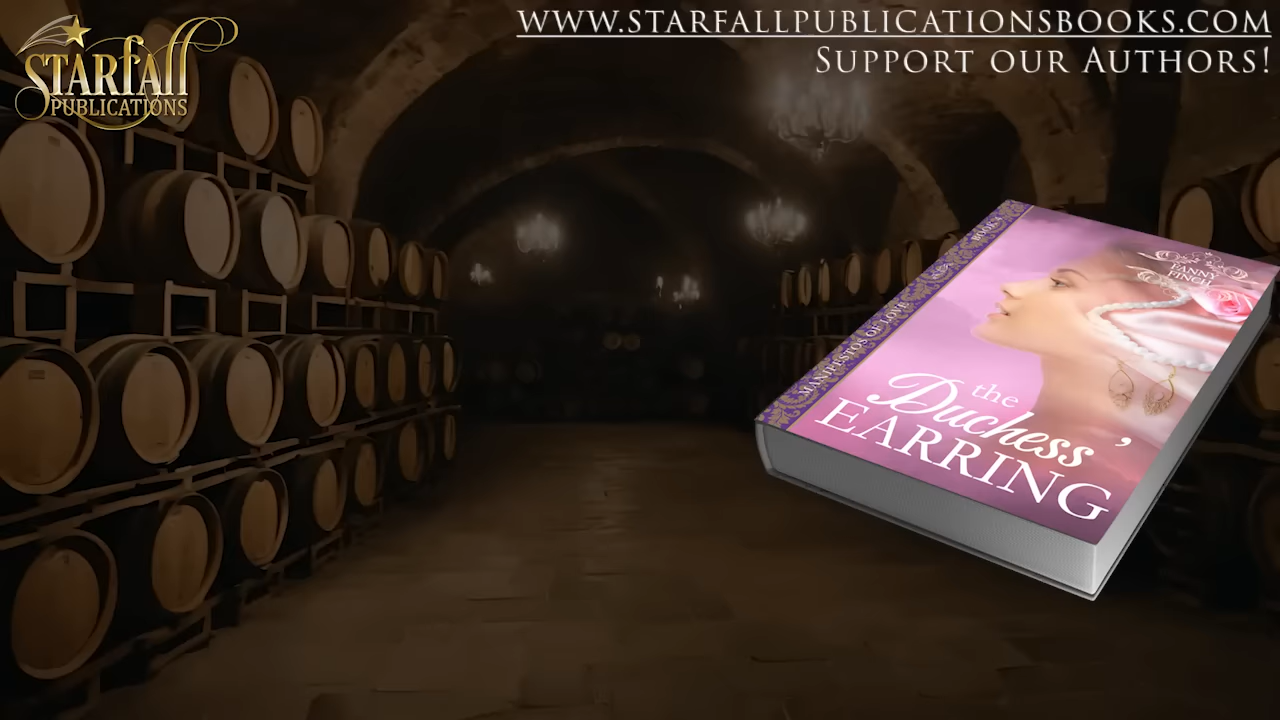 STARfall
PUBLICATIONS
WWW.STARFALLPUBLICATIONSBOOKS.COM
SUPPORT OUR AUTHORS!
MANIFESTOS OF LOVE
FANNY
FINCH
the
Duchess'
EARRING